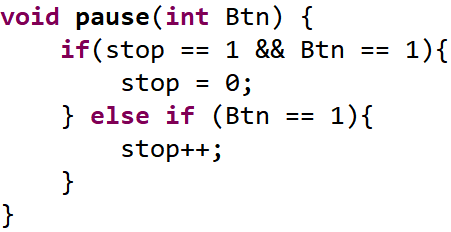 void pause(int Btn) {
    if(stop == 1 && Btn == 1){
        stop = 0;
    } else if (Btn == 1){
        stop++;
    }
}